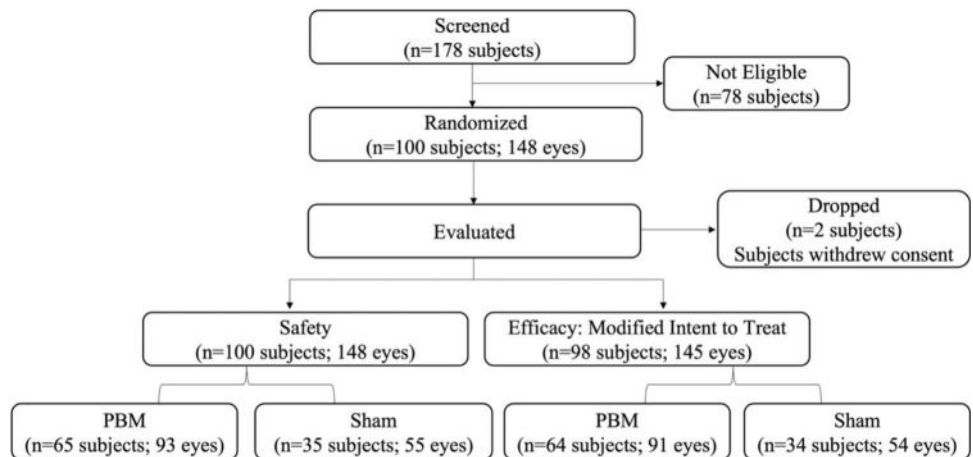 Screened
(n=178 subjects)
Not Eligible
(n=78 subjects)
Randomized
(n=100 subjects; 148 eyes)
Evaluated
Dropped
(n=2 subjects)
Subjects withdrew consent
Safety
(n=100 subjects; 148 eyes)
Efficacy: Modified Intent to Treat
(n=98 subjects; 145 eyes)
PBM
(n=65 subjects; 93 eyes)
Sham
(n=35 subjects; 55 eyes)
PBM
(n=64 subjects; 91 eyes)
Sham
(n=34 subjects; 54 eyes)